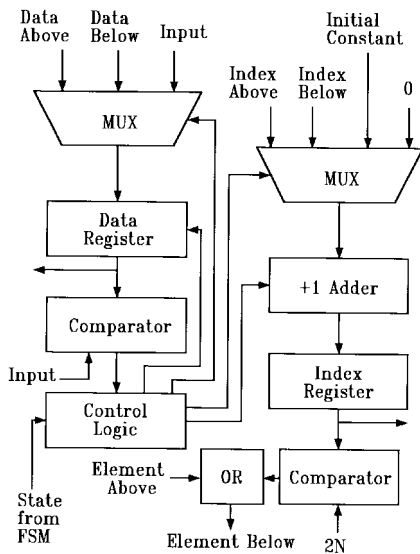 Data Above
Data Below
Input
Initial Constant
Index Above
Index Below
0
MUX
MUX
Data Register
+1 Adder
Comparator
Input
Index Register
Control Logic
Element Above
OR
Comparator
State from FSM
Element Below
2N